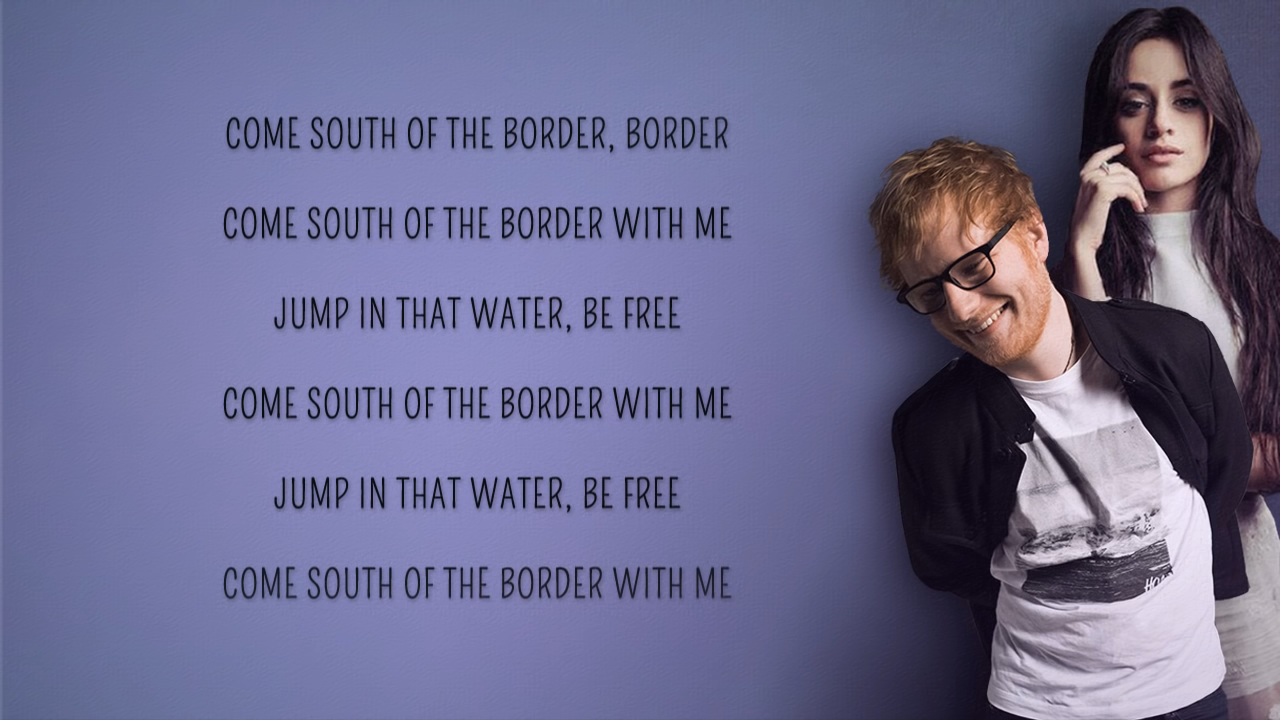 COME SOUTH OF THE BORDER, BORDER
COME SOUTH OF THE BORDER WITH ME
JUMP IN THAT WATER, BE FREE
COME SOUTH OF THE BORDER WITH ME
JUMP IN THAT WATER, BE FREE
COME SOUTH OF THE BORDER WITH ME